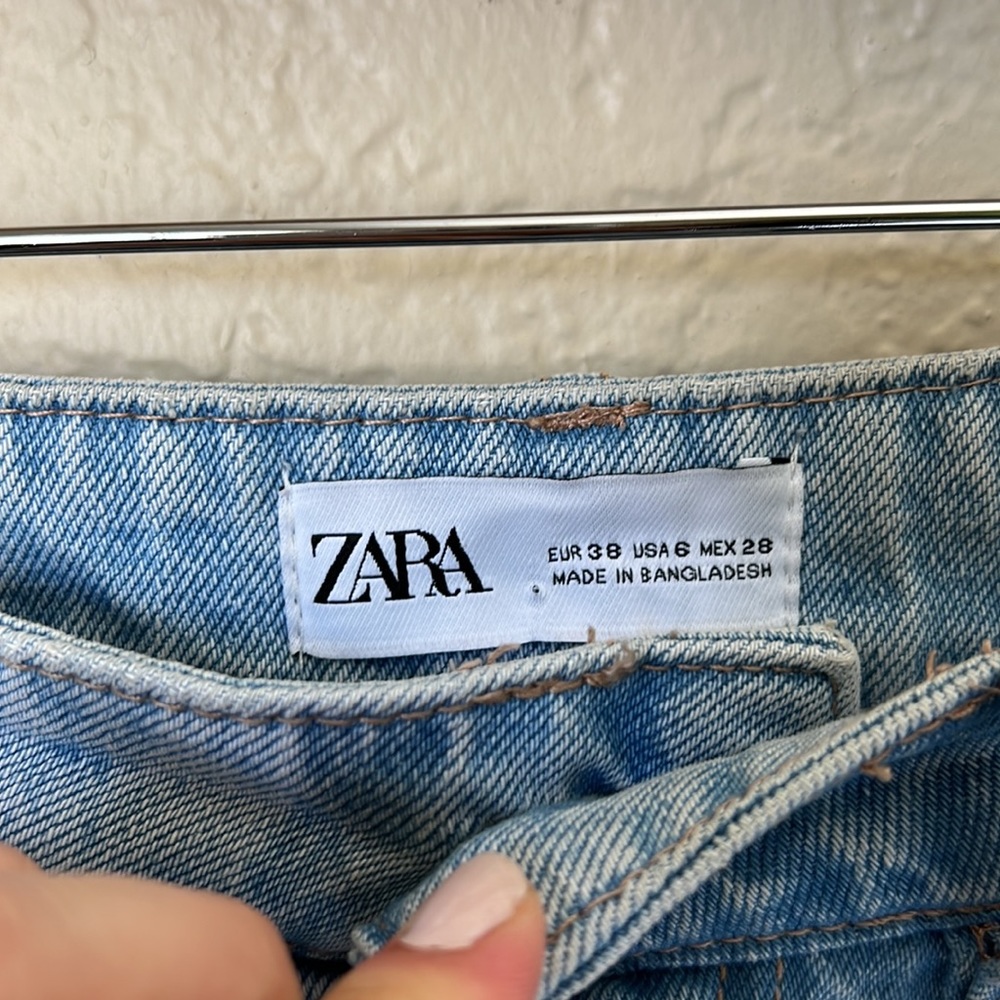 ZARA
EUR 38 USA 6 MEX 28
MADE IN BANGLADESH